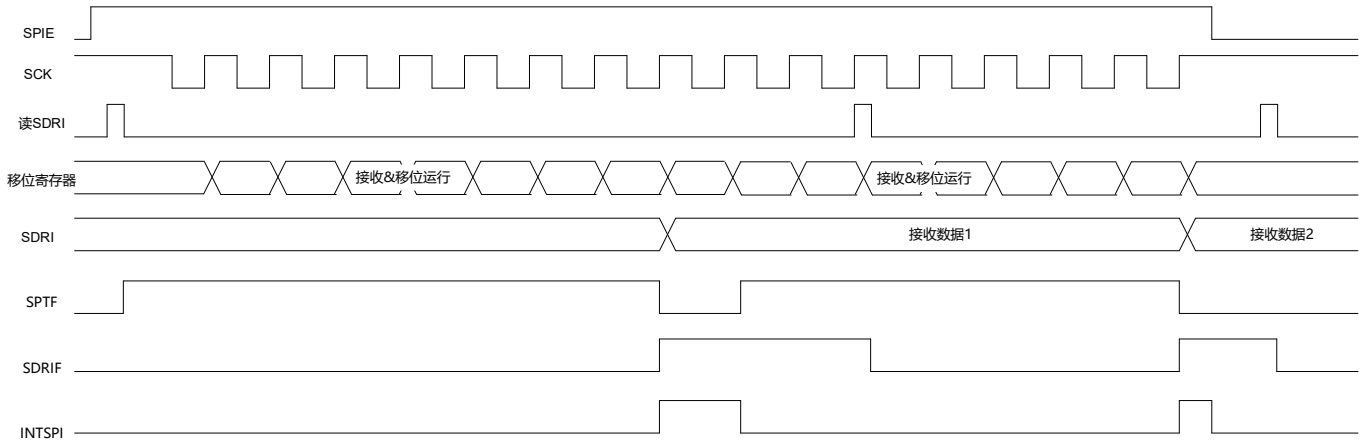 SPIE
SCK
读SDRI
移位寄存器 接收&移位运行 接收&移位运行
SDRI 接收数据1 接收数据2
SPTF
SDRIF
INTSPI